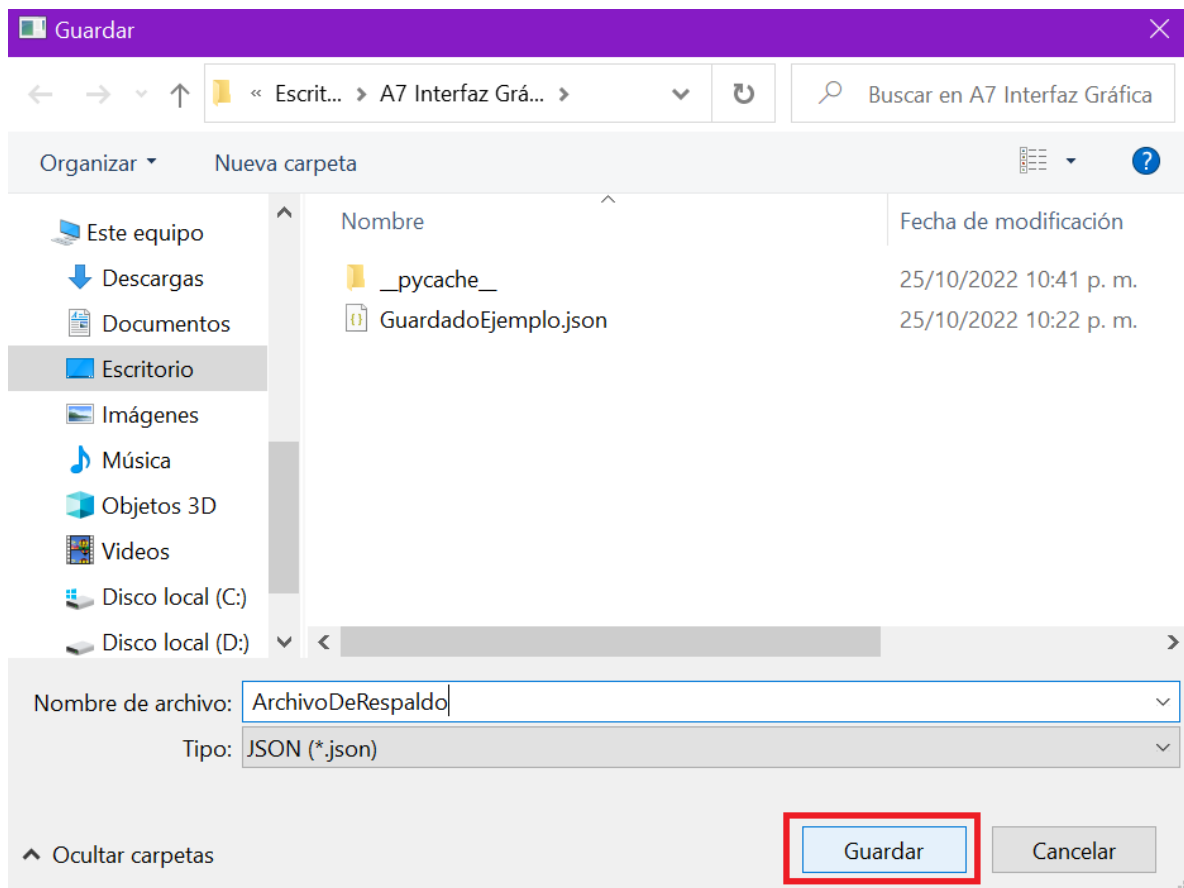 Guardar
« Escrit... > A7 Interfaz Grá... >
Buscar en A7 Interfaz Gráfica
Organizar
Nueva carpeta
?
Este equipo
Descargas
Documentos
Escritorio
Imágenes
Música
Objetos 3D
Videos
Disco local (C:)
Disco local (D:)
Nombre
Fecha de modificación
__pycache__
25/10/2022 10:41 p. m.
GuardadoEjemplo.json
25/10/2022 10:22 p. m.
Nombre de archivo: ArchivoDeRespaldo
Tipo: JSON (*.json)
Ocultar carpetas
Guardar
Cancelar